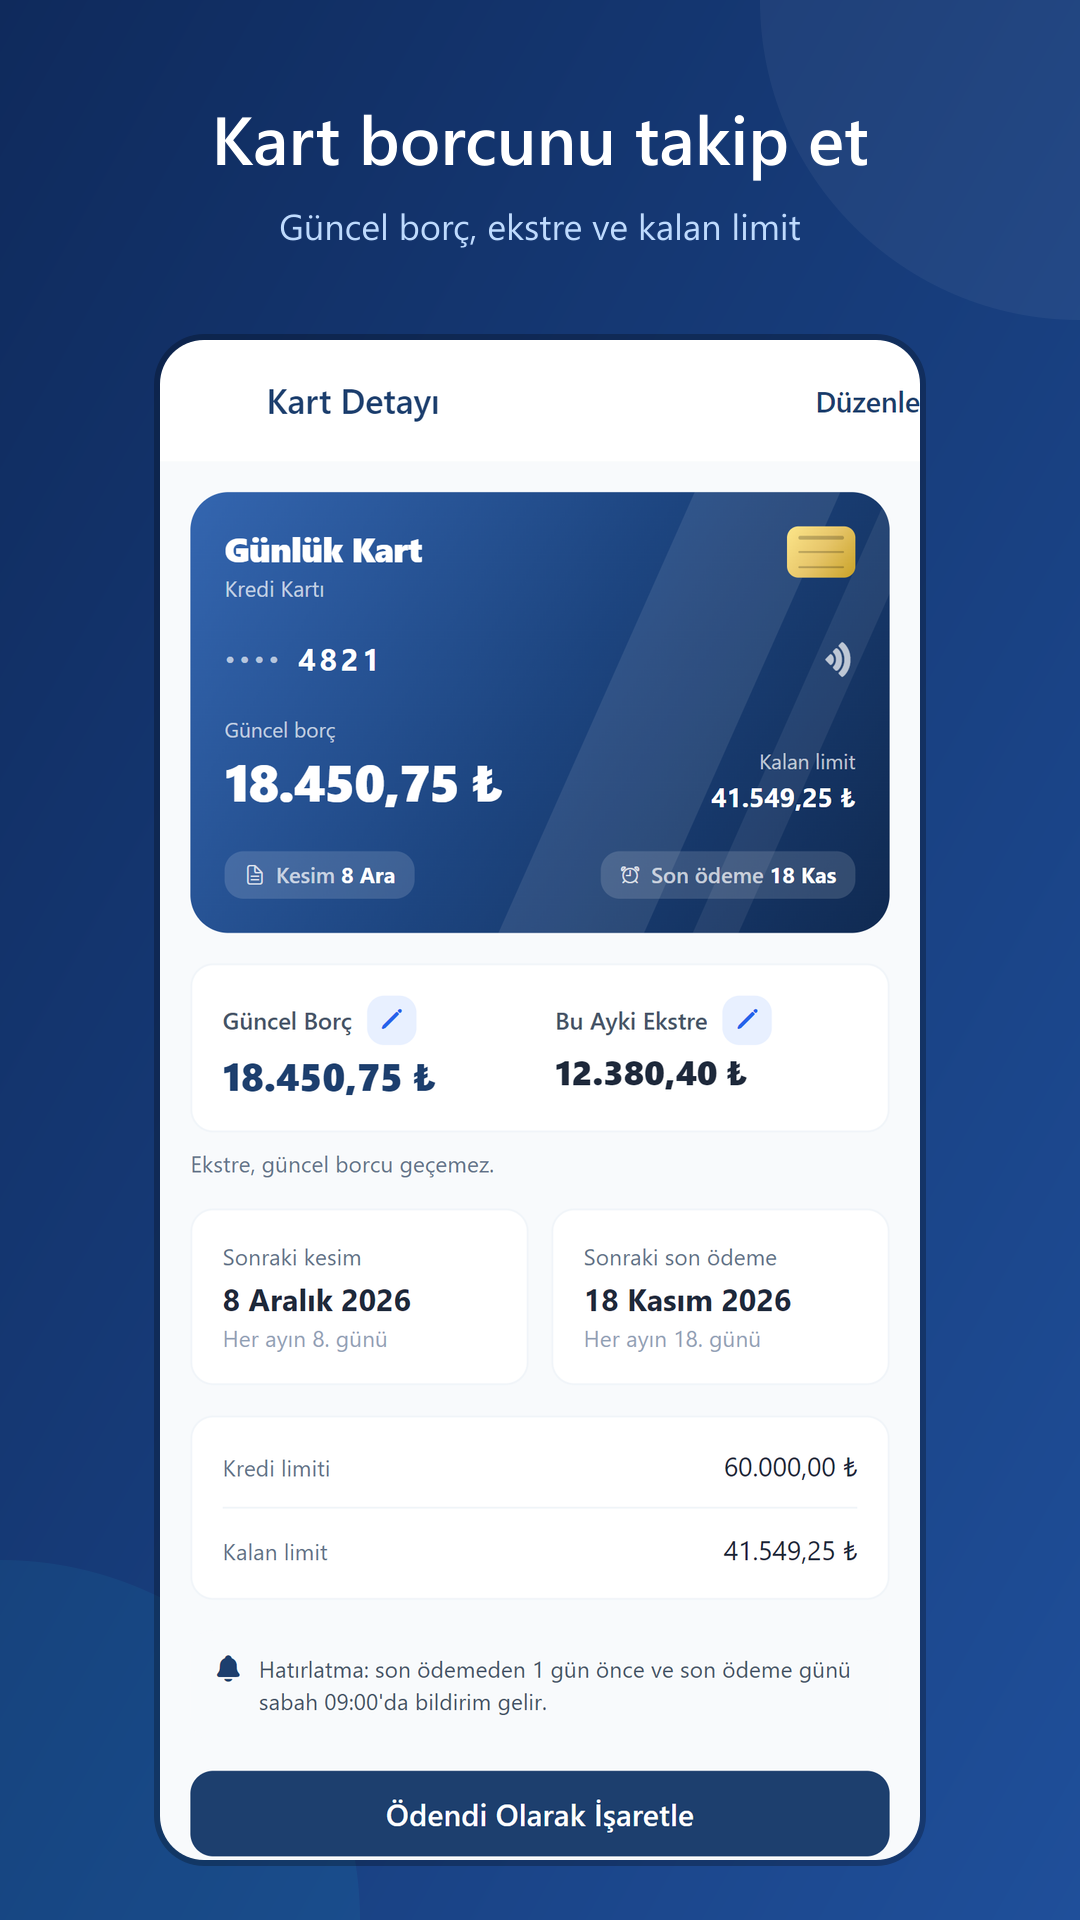 Kart borcunu takip et
Güncel borç, ekstre ve kalan limit
Kart Detayı
Düzenle
Günlük Kart
Kredi Kartı
•••• 4821
Güncel borç
18.450,75 ₺
Kalan limit
41.549,25 ₺
Kesim 8 Ara
Son ödeme 18 Kas
Güncel Borç
18.450,75 ₺
Bu Ayki Ekstre
12.380,40 ₺
Ekstre, güncel borcu geçemez.
Sonraki kesim
8 Aralık 2026
Her ayın 8. günü
Sonraki son ödeme
18 Kasım 2026
Her ayın 18. günü
Kredi limiti
60.000,00 ₺
Kalan limit
41.549,25 ₺
Hatırlatma: son ödemeden 1 gün önce ve son ödeme günü
sabah 09:00'da bildirim gelir.
Ödendi Olarak İşaretle